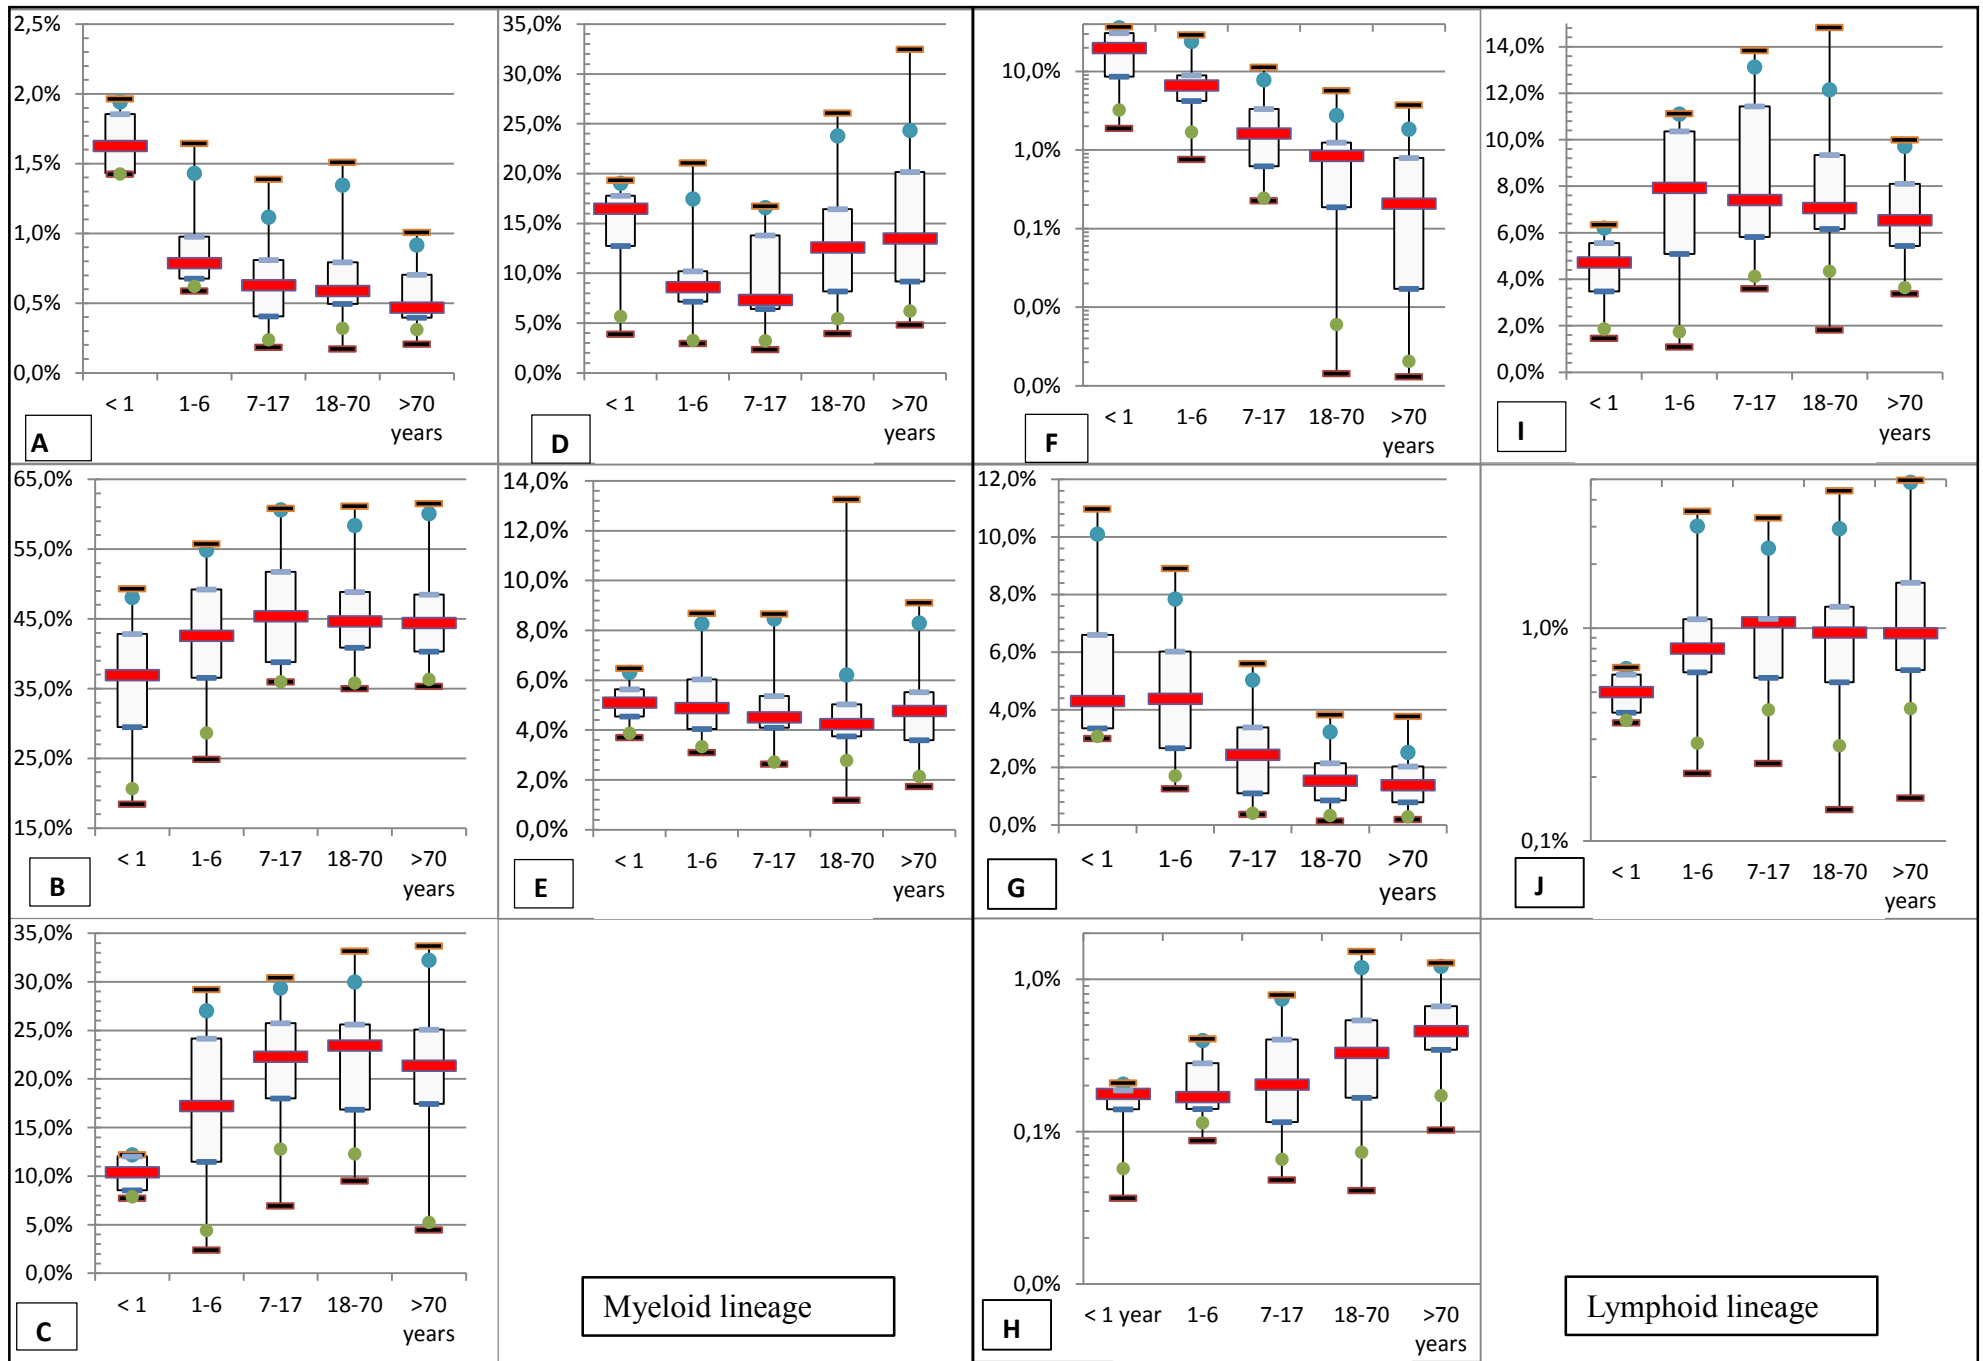 2,5%
2,0%
1,5%
1,0%
0,5%
0,0%
< 1 1-6 7-17 18-70 >70
years
A
35,0%
30,0%
25,0%
20,0%
15,0%
10,0%
5,0%
0,0%
< 1 1-6 7-17 18-70 >70
years
D
10,0%
1,0%
0,1%
0,0%
0,0%
< 1 1-6 7-17 18-70 >70
years
F
14,0%
12,0%
10,0%
8,0%
6,0%
4,0%
2,0%
0,0%
< 1 1-6 7-17 18-70 >70
years
I
65,0%
55,0%
45,0%
35,0%
25,0%
15,0%
< 1 1-6 7-17 18-70 >70
years
B
14,0%
12,0%
10,0%
8,0%
6,0%
4,0%
2,0%
0,0%
< 1 1-6 7-17 18-70 >70
years
E
12,0%
10,0%
8,0%
6,0%
4,0%
2,0%
0,0%
< 1 1-6 7-17 18-70 >70
years
G
1,0%
0,1%
< 1 1-6 7-17 18-70 >70
years
J
35,0%
30,0%
25,0%
20,0%
15,0%
10,0%
5,0%
0,0%
< 1 1-6 7-17 18-70 >70
years
C
Myeloid lineage
1,0%
0,1%
0,0%
< 1 year 1-6 7-17 18-70 >70
years
H
Lymphoid lineage